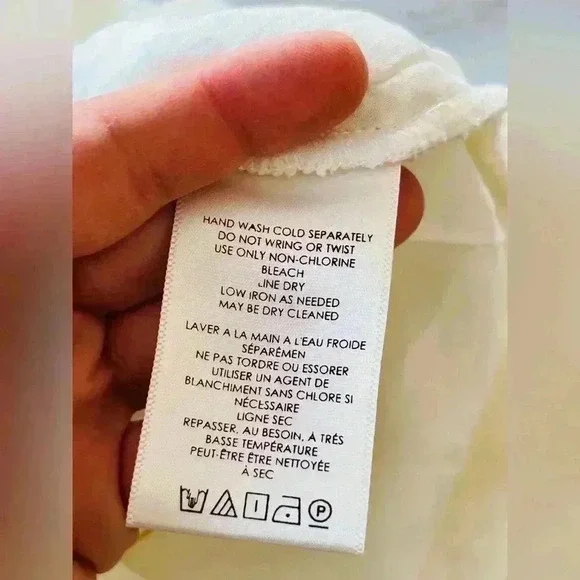 HAND WASH COLD SEPARATELY
DO NOT WRING OR TWIST
USE ONLY NON-CHLORINE
BLEACH
LINE DRY
LOW IRON AS NEEDED
MAY BE DRY CLEANED
LAVER A LA MAIN A L'EAU FROIDE
SÉPARÉMEN
NE PAS TORDRE OU ESSORER
UTILISER UN AGENT DE
BLANCHIMENT SANS CHLORE SI
NÉCESSAIRE
LIGNE SEC
REPASSER, AU BESOIN, À TRÉS
BASSE TEMPÉRATURE
PEUT-ÊTRE ÊTRE NETTOYÉE
À SEC
P